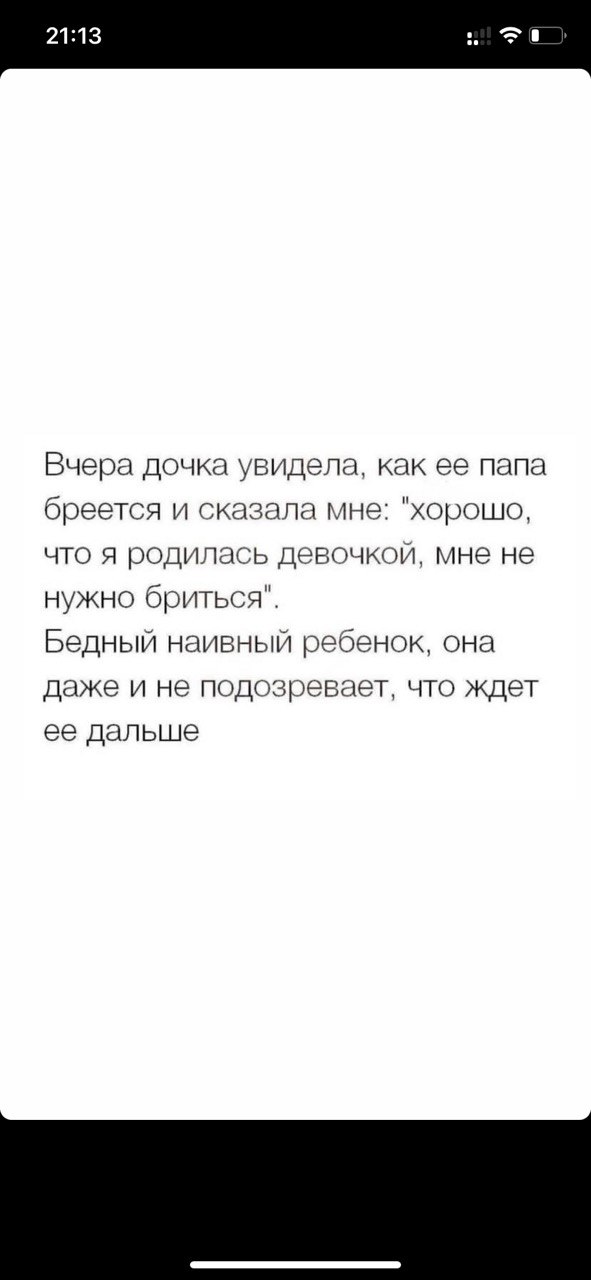 21:13
Вчера дочка увидела, как ее папа
бреется и сказала мне: "хорошо,
что я родилась девочкой, мне не
нужно бриться".
Бедный наивный ребенок, она
даже и не подозревает, что ждет
ее дальше